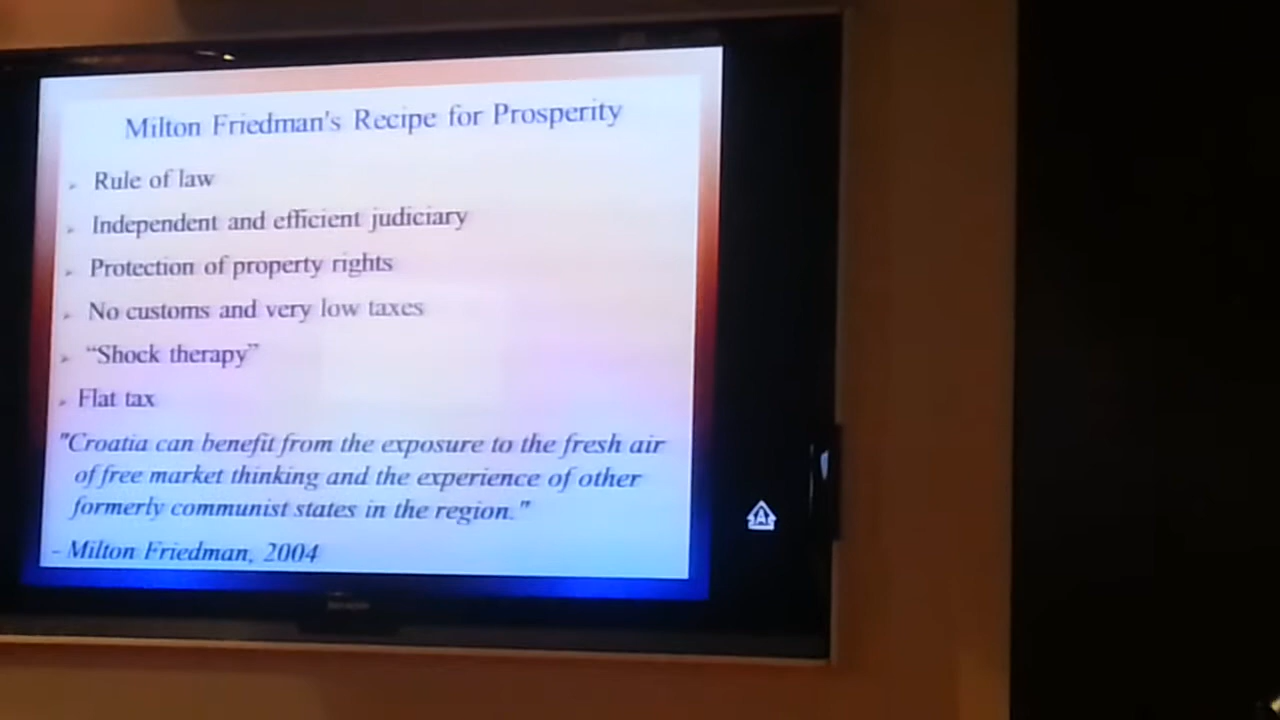 Milton Friedman's Recipe for Prosperity
Rule of law
Independent and efficient judiciary
Protection of property rights
No customs and very low taxes
“Shock therapy”
Flat tax
"Croatia can benefit from the exposure to the fresh air
of free market thinking and the experience of other
formerly communist states in the region."
- Milton Friedman, 2004
A